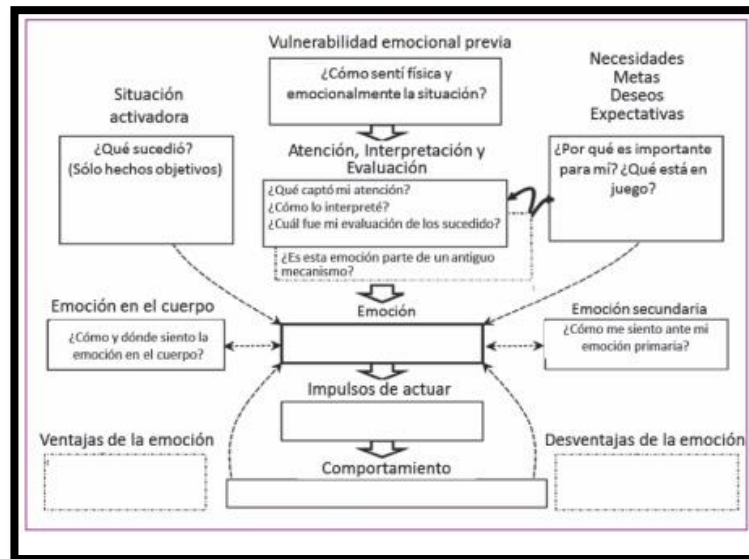 Vulnerabilidad emocional previa
¿Cómo sentí física y
emocionalmente la situación?
Situación
activadora
¿Qué sucedió?
(Sólo hechos objetivos)
Necesidades
Metas
Deseos
Expectativas
¿Por qué es importante
para mí? ¿Qué está en
juego?
Atención, Interpretación y
Evaluación
¿Qué captó mi atención?
¿Cómo lo interpreté?
¿Cuál fue mi evaluación de los sucedido?
¿Es esta emoción parte de un antiguo
mecanismo?
Emoción en el cuerpo
¿Cómo y dónde siento la
emoción en el cuerpo?
Emoción
Emoción secundaria
¿Cómo me siento ante mi
emoción primaria?
Impulsos de actuar
Ventajas de la emoción
Comportamiento
Desventajas de la emoción